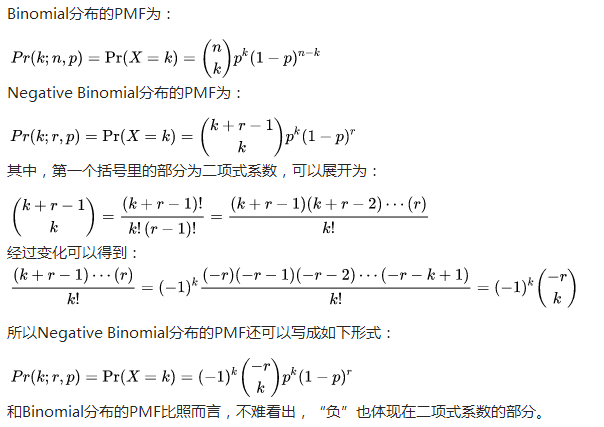 Binomial分布的PMF为：
Pr(k; n, p) = Pr(X = k) = \binom{n}{k} p^k (1 − p)^{n−k}
Negative Binomial分布的PMF为：
Pr(k; r, p) = Pr(X = k) = \binom{k + r − 1}{k} p^k (1 − p)^r
其中，第一个括号里的部分为二项式系数，可以展开为：
\binom{k + r − 1}{k} = \frac{(k + r − 1)!}{k! (r − 1)!} = \frac{(k + r − 1)(k + r − 2) ⋯ (r)}{k!}
经过变化可以得到：
\frac{(k + r − 1) ⋯ (r)}{k!} = (−1)^k \frac{(−r)(−r − 1)(−r − 2) ⋯ (−r − k + 1)}{k!} = (−1)^k \binom{−r}{k}
所以Negative Binomial分布的PMF还可以写成如下形式：
Pr(k; r, p) = Pr(X = k) = (−1)^k \binom{−r}{k} p^k (1 − p)^r
和Binomial分布的PMF比照而言，不难看出，“负”也体现在二项式系数的部分。